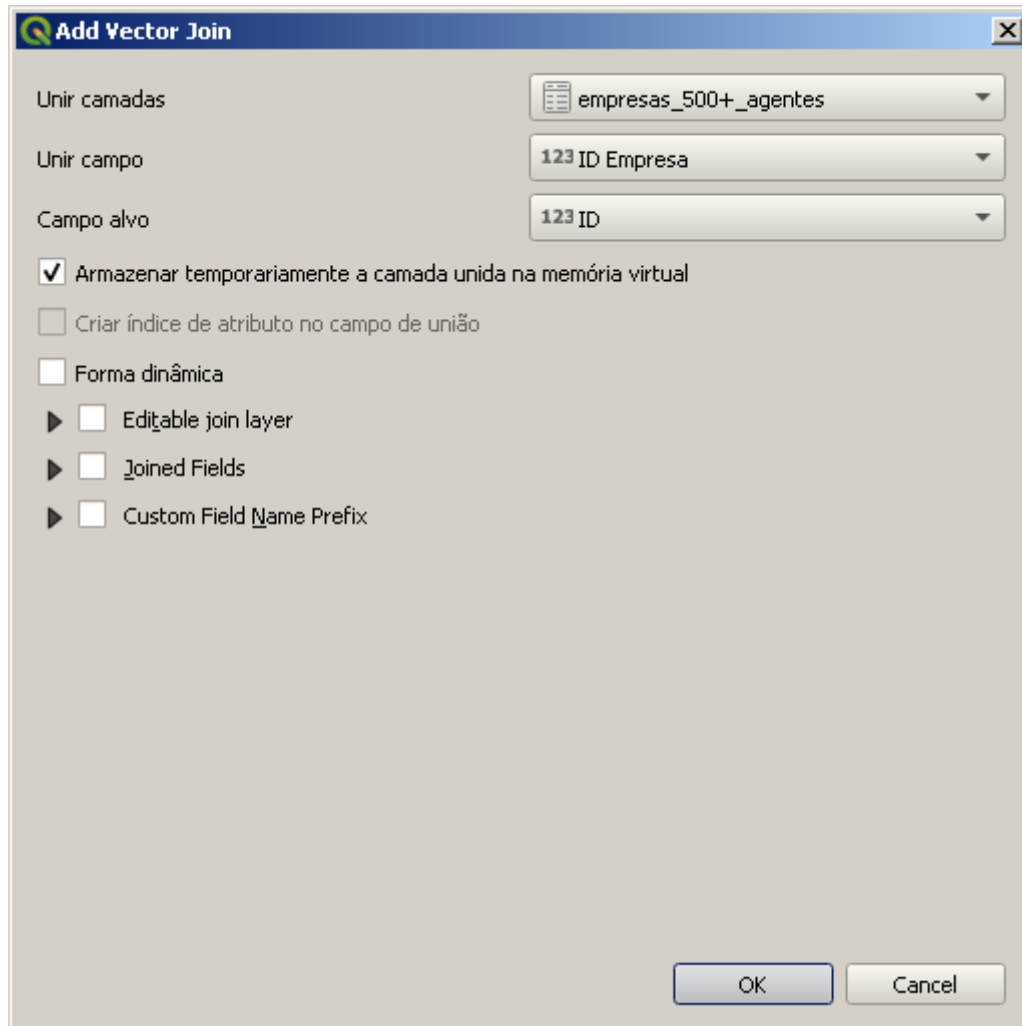 Add Vector Join
Unir camadas
empresas_500+_agentes
Unir campo
123 ID Empresa
Campo alvo
123 ID
Armazenar temporariamente a camada unida na memória virtual
Criar índice de atributo no campo de união
Forma dinâmica
Editable join layer
Joined Fields
Custom Field Name Prefix
OK
Cancel